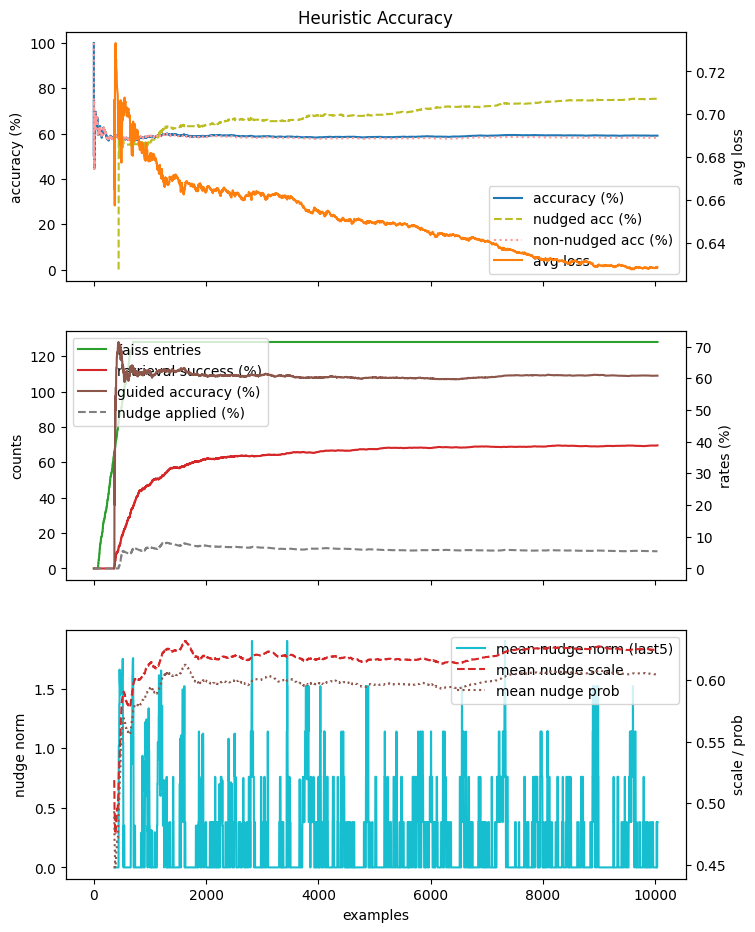 Heuristic Accuracy
100
80
60
40
20
0
accuracy (%)
0.72
0.70
0.68
0.66
0.64
avg loss
accuracy (%)
nudged acc (%)
non-nudged acc (%)
avg loss
120
100
80
60
40
20
0
counts
70
60
50
40
30
20
10
0
rates (%)
faiss entries
retrieval success (%)
guided accuracy (%)
nudge applied (%)
1.5
1.0
0.5
0.0
nudge norm
0.60
0.55
0.50
0.45
scale / prob
mean nudge norm (last5)
mean nudge scale
mean nudge prob
0
2000
4000
6000
8000
10000
examples